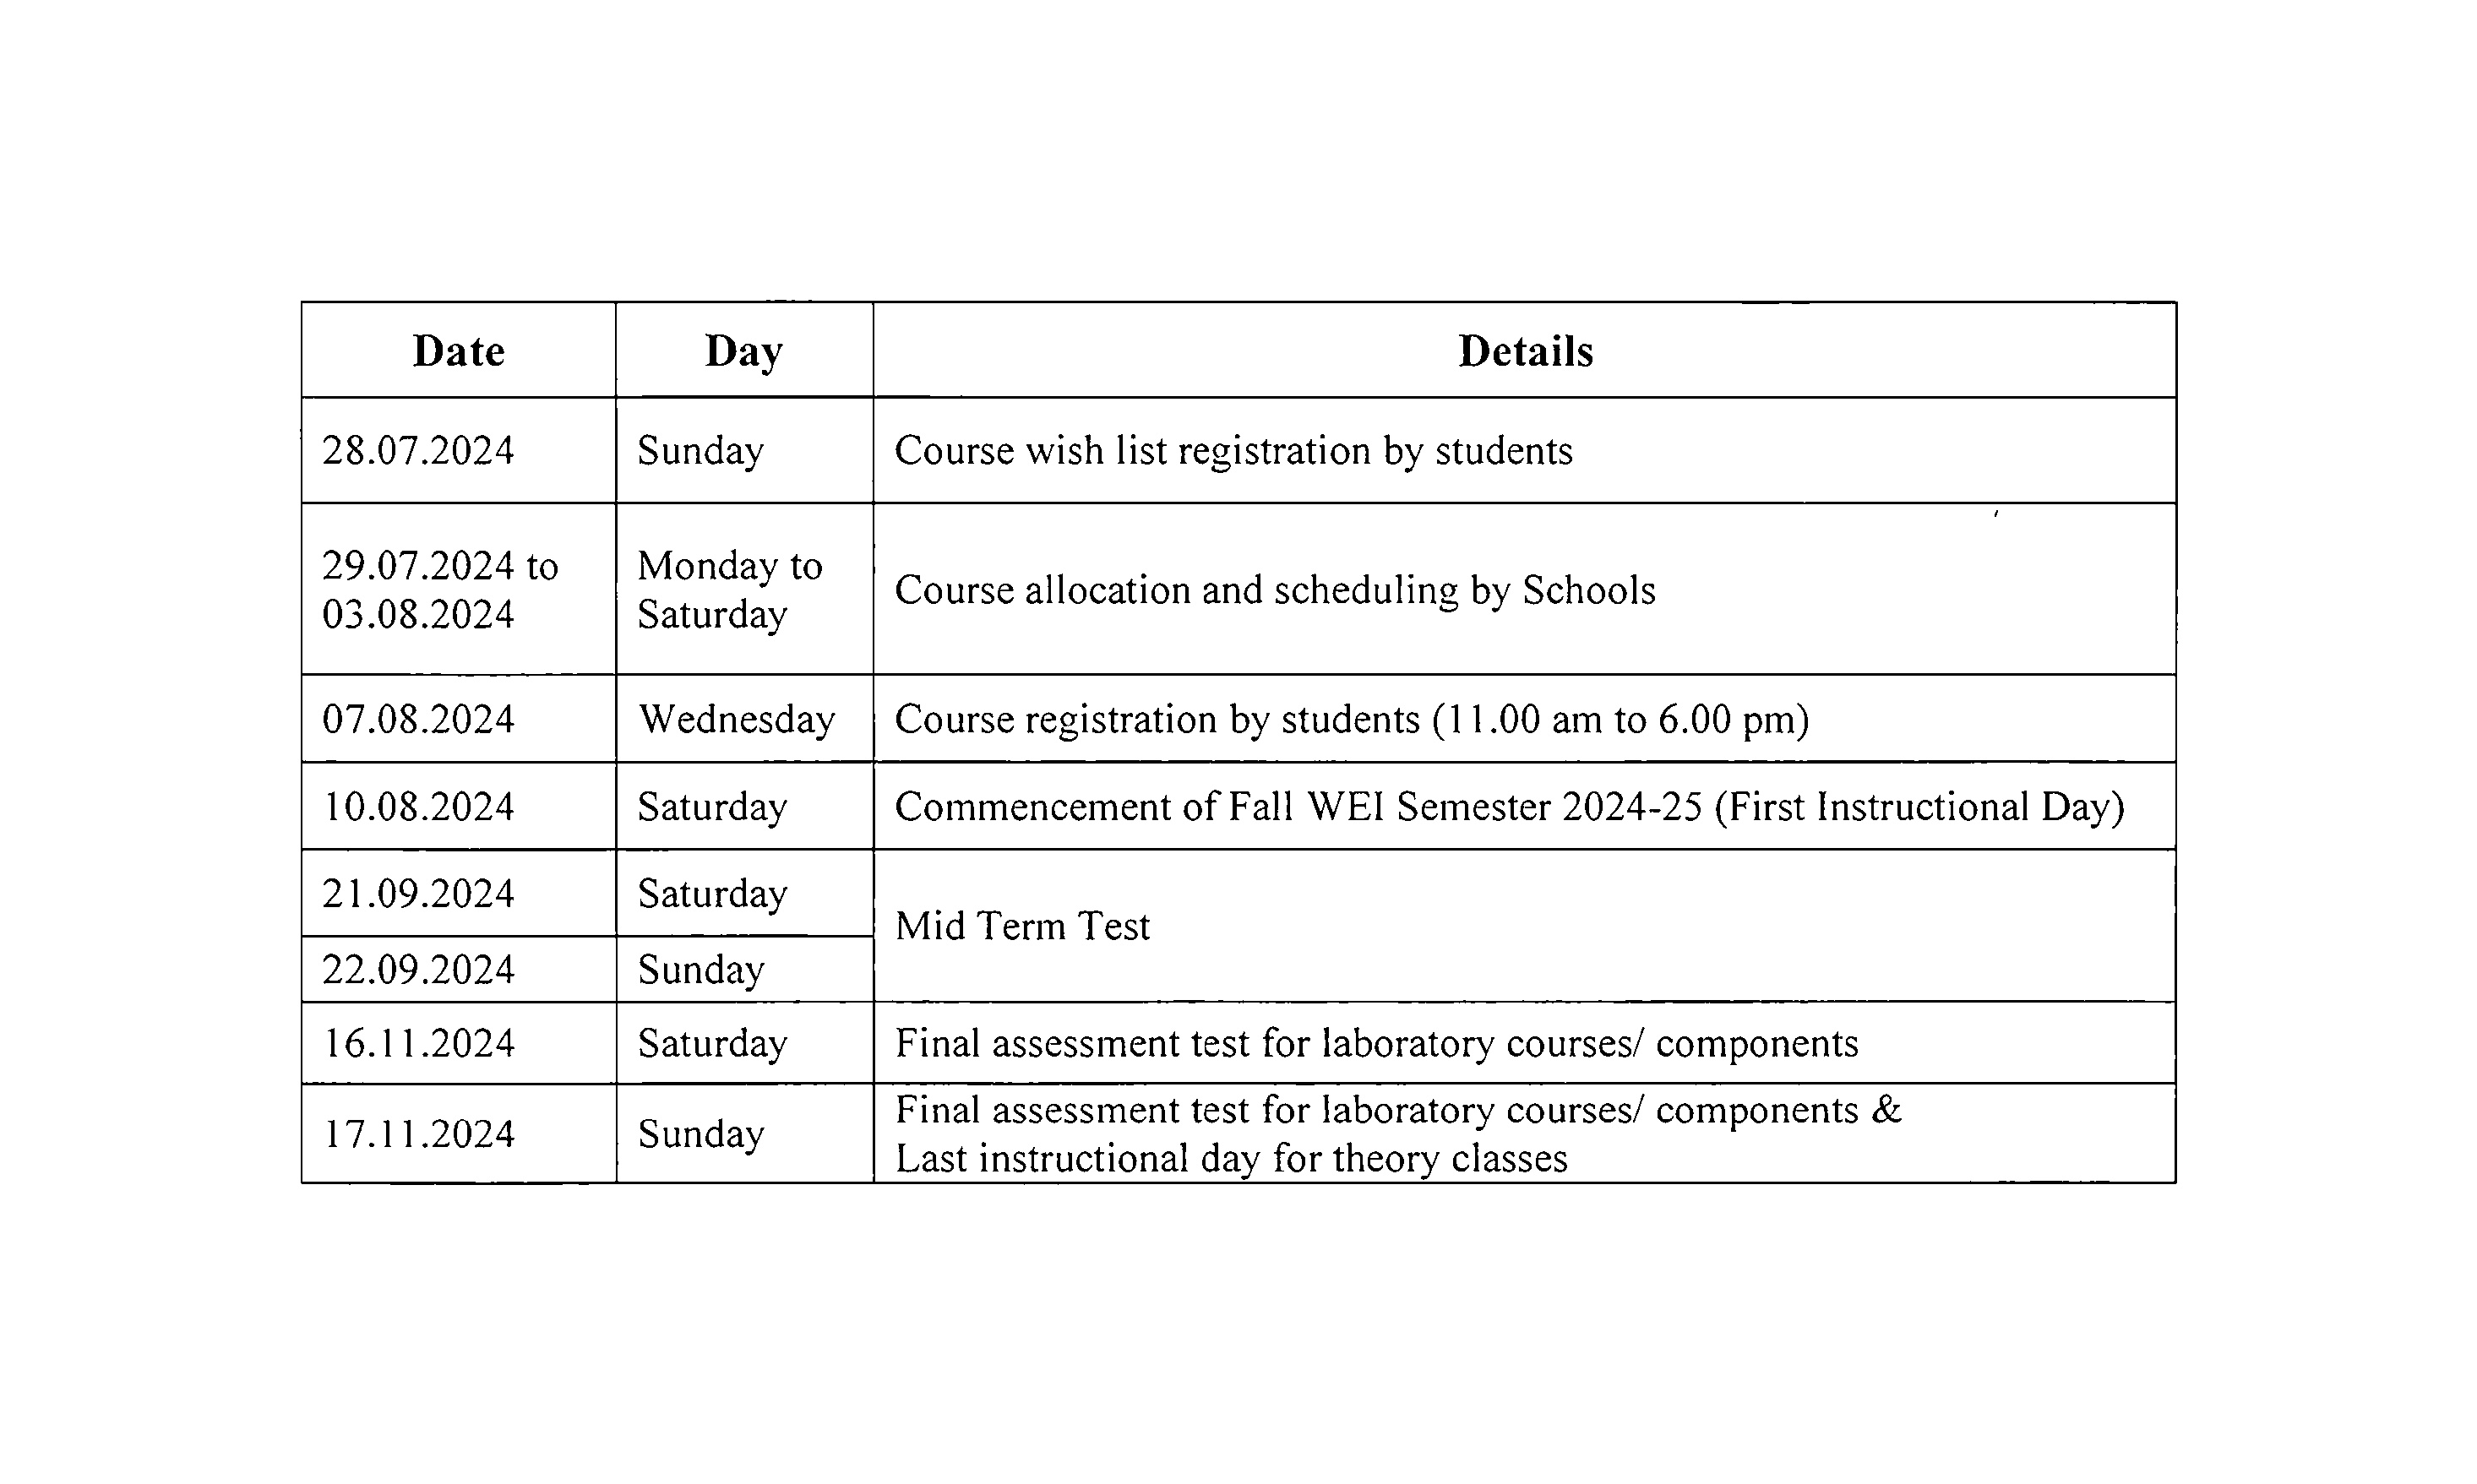 Date Day Details
28.07.2024 Sunday Course wish list registration by students
29.07.2024 to Monday to
Course allocation and scheduling by Schools
03.08.2024 Saturday
07.08.2024 Wednesday Course registration by students (11.00 am to 6.00 pm)
10.08.2024 Saturday Commencement of Fall WEI Semester 2024-25 (First Instructional Day)
21.09.2024 Saturday
Mid Term Test
22.09.2024 Sunday
16.11.2024 Saturday Final assessment test for laboratory courses/ components
17.11.2024 Sunday Final assessment test for laboratory courses/ components &
Last instructional day for theory classes